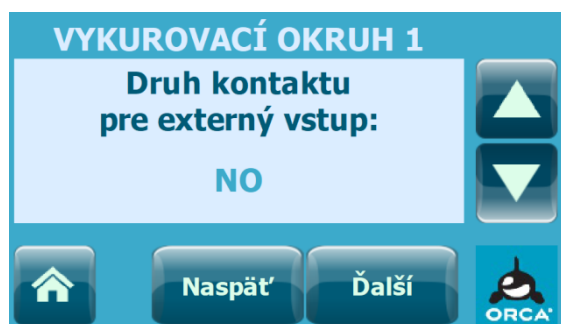 VYKUROVACÍ OKRUH 1
Druh kontaktu
pre externý vstup:
NO
Naspäť
Ďalší
ORCA